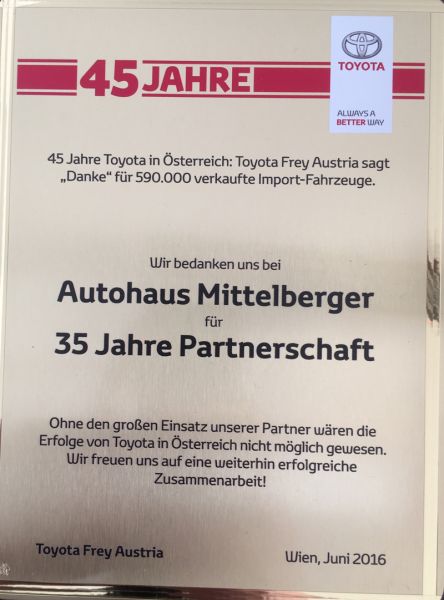 45 JAHRE
TOYOTA
ALWAYS A
BETTER WAY
45 Jahre Toyota in Österreich: Toyota Frey Austria sagt
„Danke“ für 590.000 verkaufte Import-Fahrzeuge.
Wir bedanken uns bei
Autohaus Mittelberger
für
35 Jahre Partnerschaft
Ohne den großen Einsatz unserer Partner wären die
Erfolge von Toyota in Österreich nicht möglich gewesen.
Wir freuen uns auf eine weiterhin erfolgreiche
Zusammenarbeit!
Toyota Frey Austria
Wien, Juni 2016